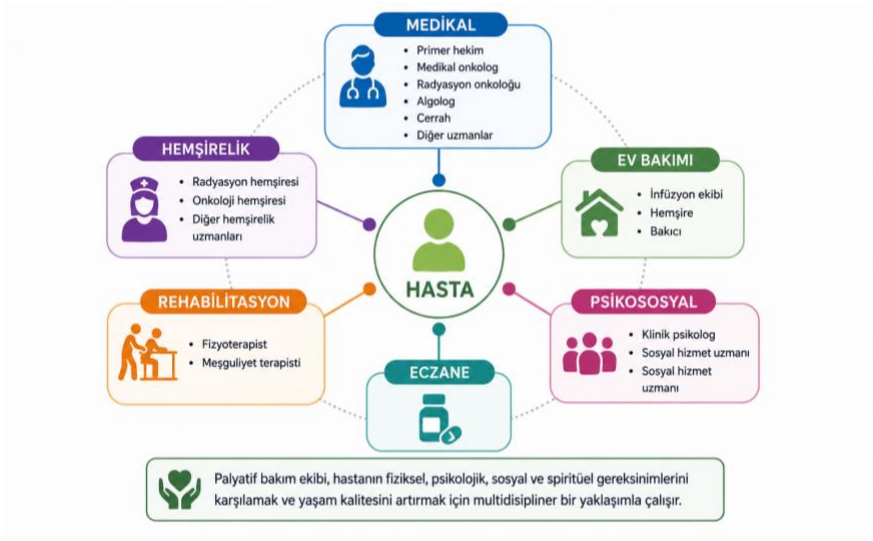 MEDİKAL
• Primer hekim
• Medikal onkolog
• Radyasyon onkoloğu
• Algolog
• Cerrah
• Diğer uzmanlar
HEMŞİRELİK
• Radyasyon hemşiresi
• Onkoloji hemşiresi
• Diğer hemşirelik
uzmanları
EV BAKIMI
• İnfüzyon ekibi
• Hemşire
• Bakıcı
HASTA
REHABİLİTASYON
• Fizyoterapist
• Meşguliyet terapisti
PSİKOSOSYAL
• Klinik psikolog
• Sosyal hizmet uzmanı
• Sosyal hizmet
uzmanı
ECZANE
Palyatif bakım ekibi, hastanın fiziksel, psikolojik, sosyal ve spiritüel gereksinimlerini
karşılamak ve yaşam kalitesini artırmak için multidisipliner bir yaklaşımla çalışır.